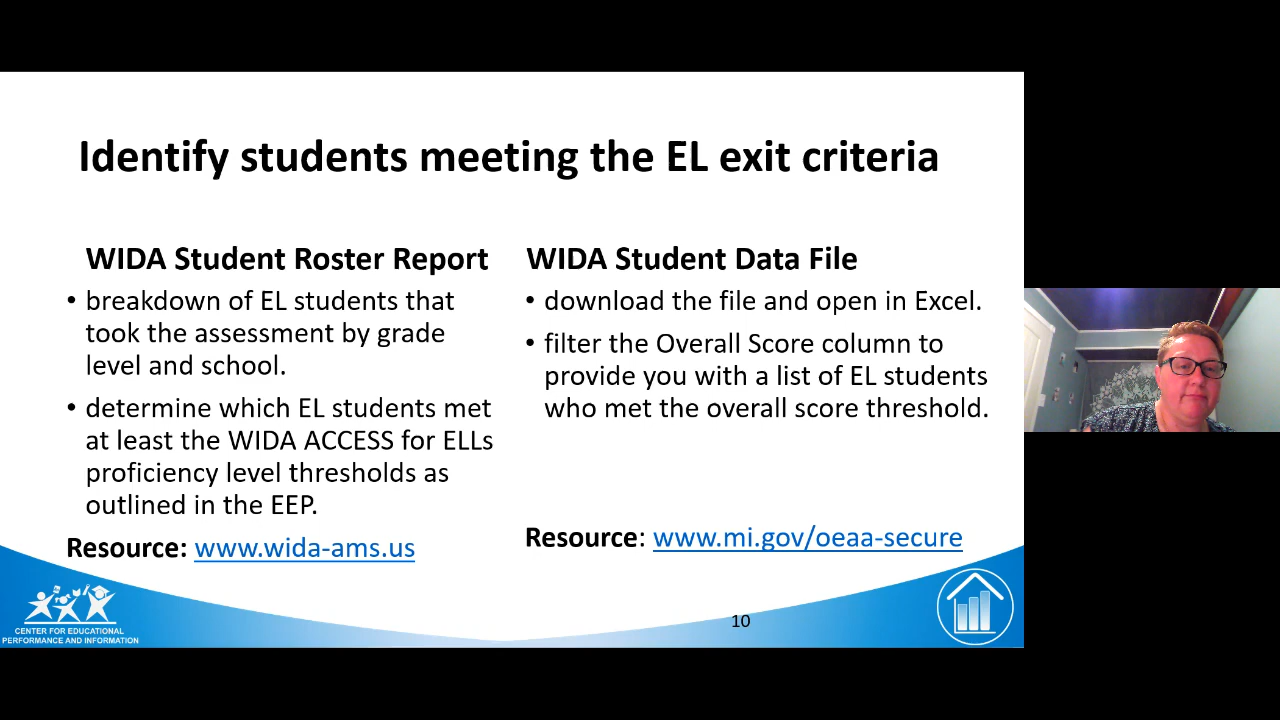 Identify students meeting the EL exit criteria
WIDA Student Roster Report
• breakdown of EL students that
took the assessment by grade
level and school.
• determine which EL students met
at least the WIDA ACCESS for ELLs
proficiency level thresholds as
outlined in the EEP.
Resource: www.wida-ams.us
WIDA Student Data File
• download the file and open in Excel.
• filter the Overall Score column to
provide you with a list of EL students
who met the overall score threshold.
Resource: www.mi.gov/oeaa-secure
CENTER FOR EDUCATIONAL
PERFORMANCE AND INFORMATION
10